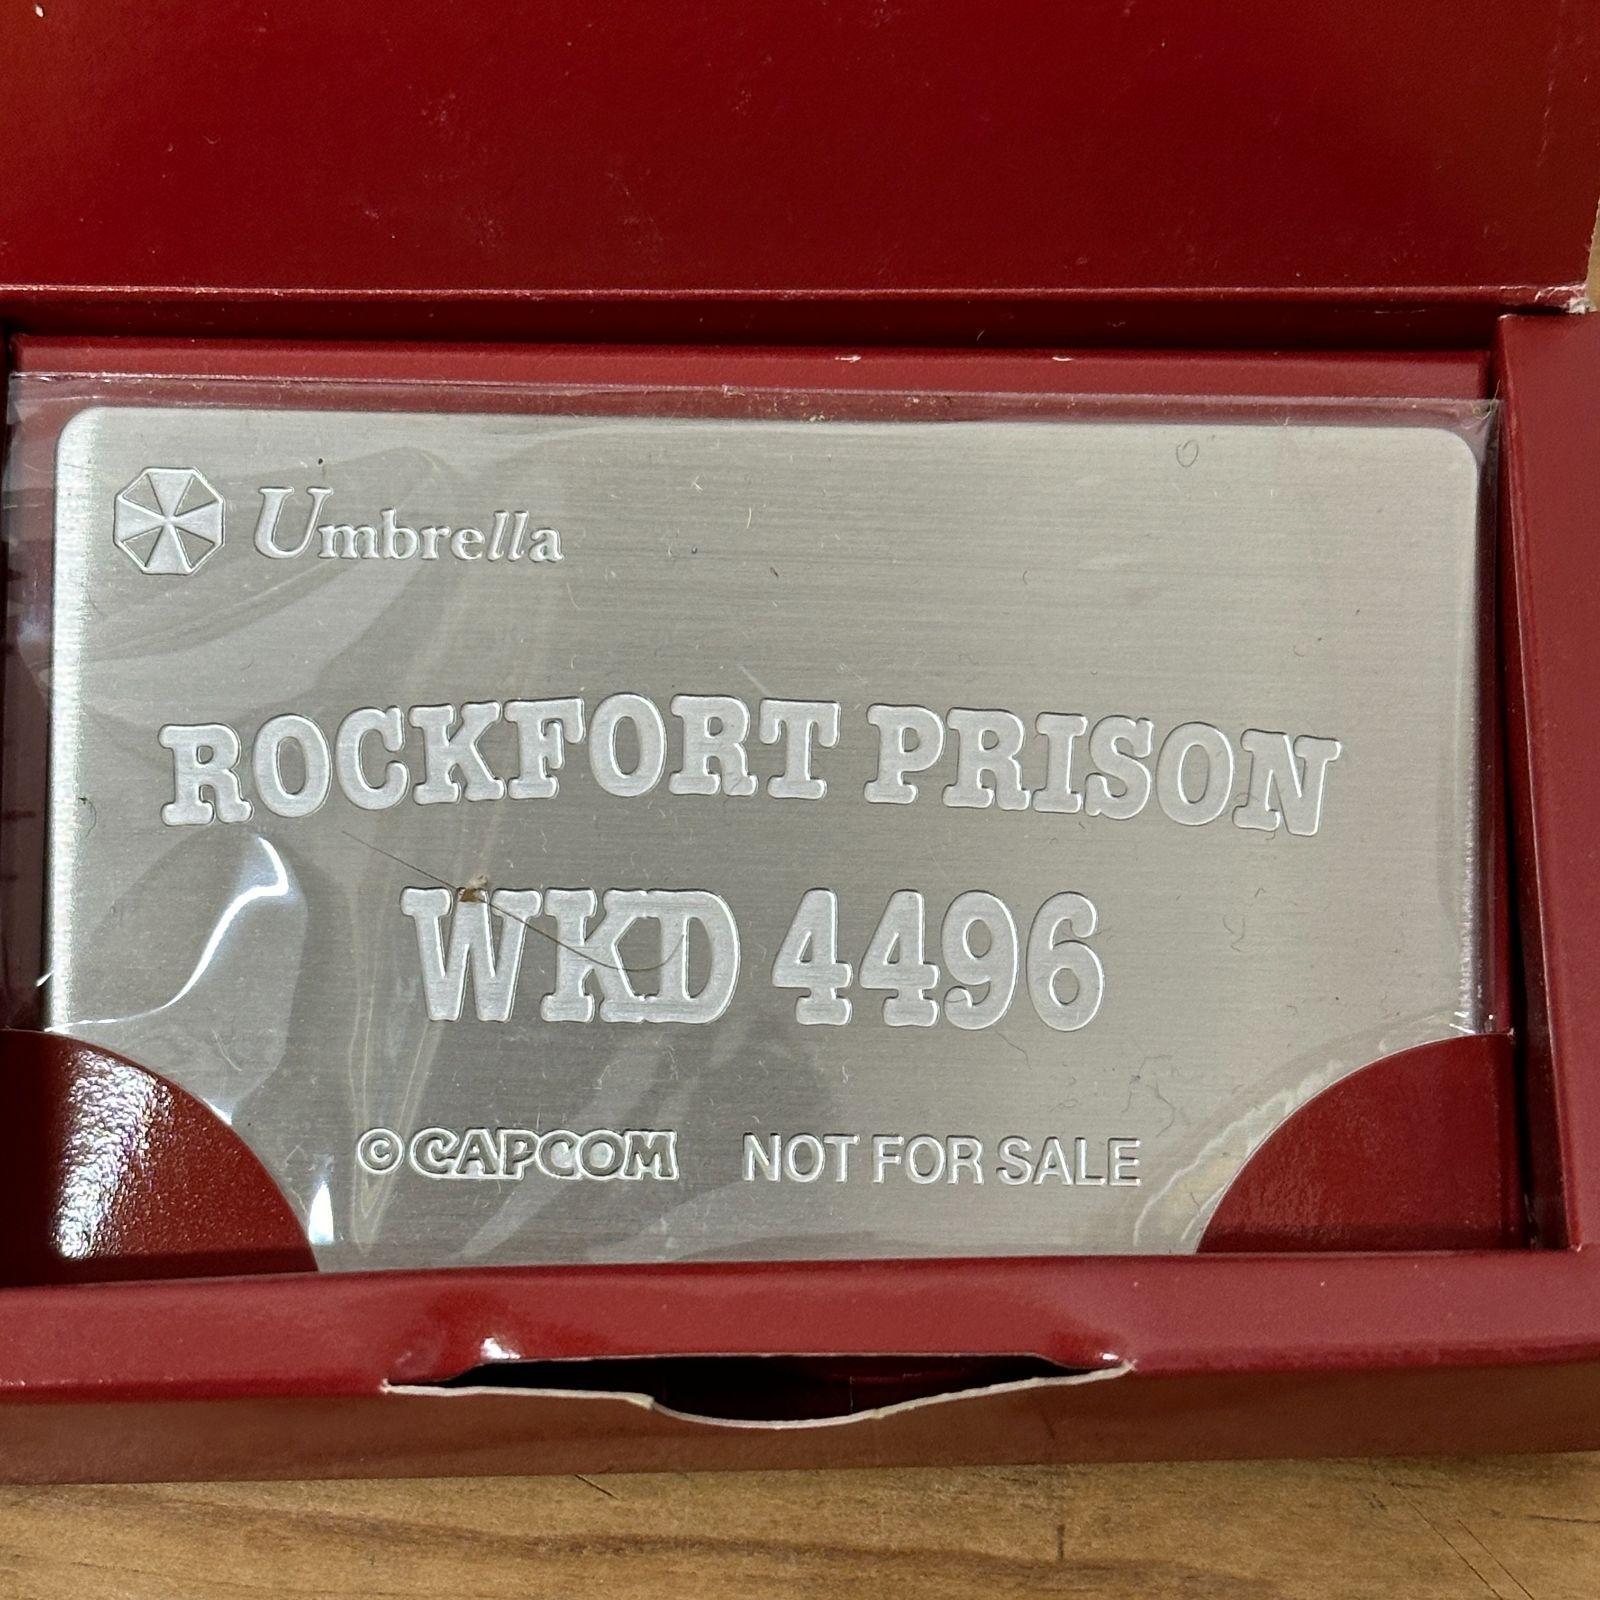 Umbrella
ROCKFORT PRISON
WKD 4496
©CAPCOM NOT FOR SALE